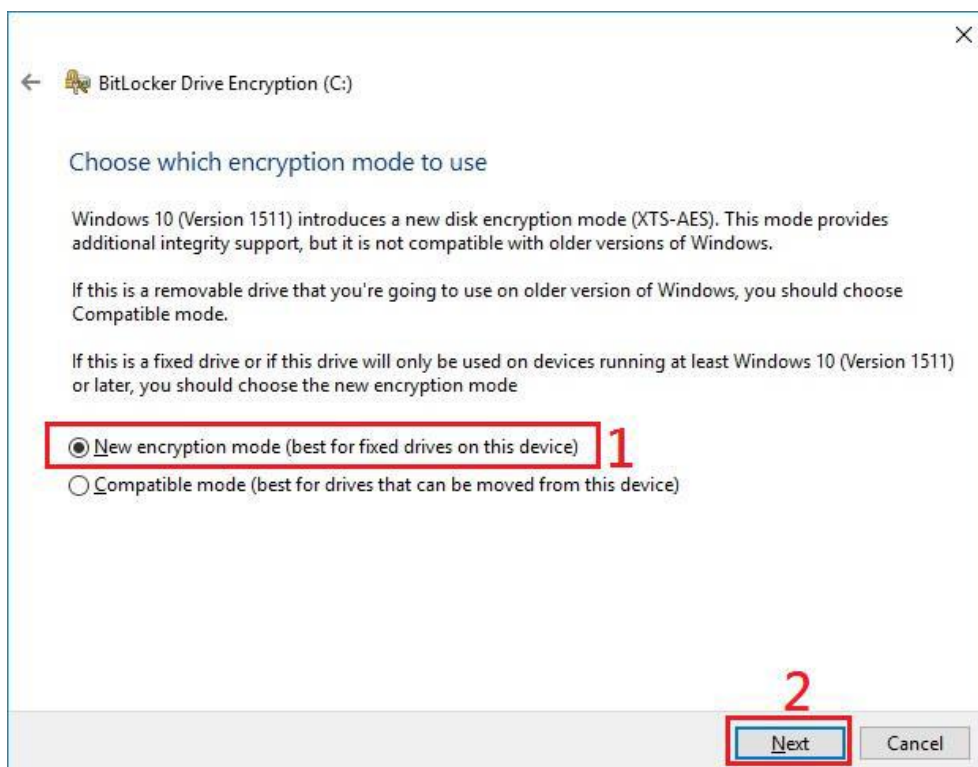 BitLocker Drive Encryption (C:)
Choose which encryption mode to use
Windows 10 (Version 1511) introduces a new disk encryption mode (XTS-AES). This mode provides
additional integrity support, but it is not compatible with older versions of Windows.
If this is a removable drive that you're going to use on older version of Windows, you should choose
Compatible mode.
If this is a fixed drive or if this drive will only be used on devices running at least Windows 10 (Version 1511)
or later, you should choose the new encryption mode
New encryption mode (best for fixed drives on this device) 1
Compatible mode (best for drives that can be moved from this device)
2
Next Cancel